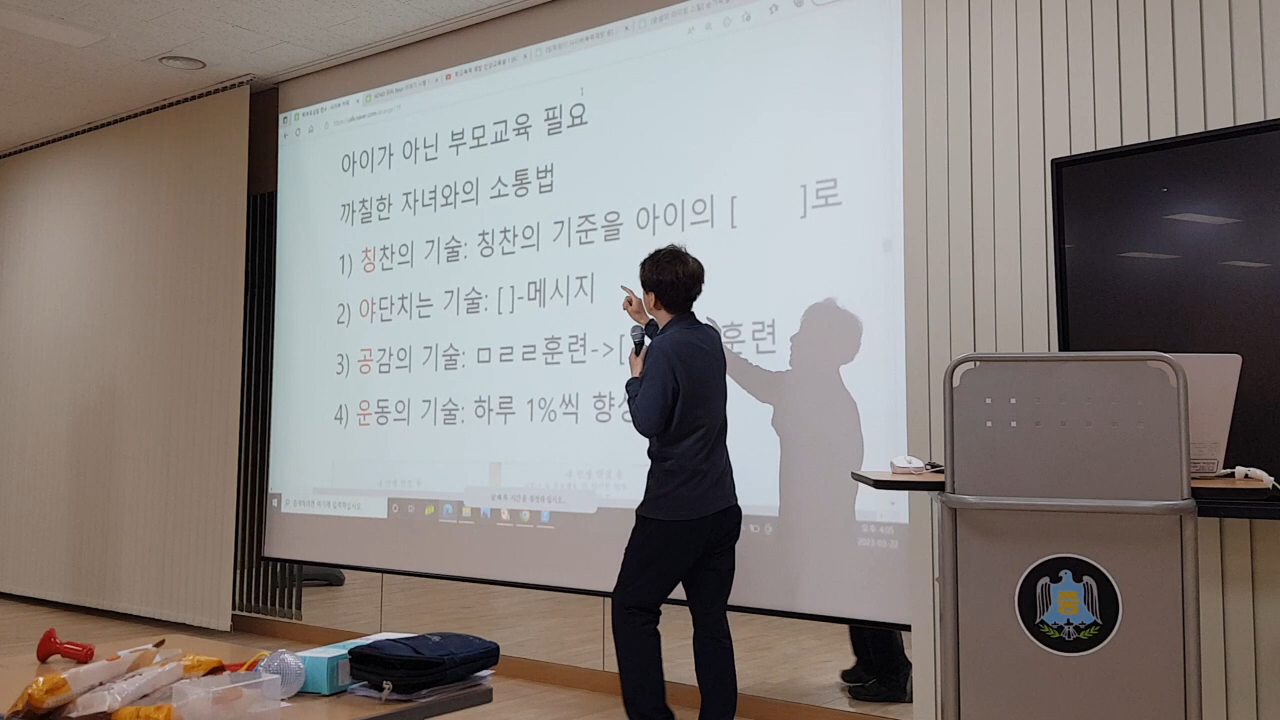 아이가 아닌 부모교육 필요
까칠한 자녀와의 소통법
1) 칭찬의 기술: 칭찬의 기준을 아이의 [ ]로
2) 야단치는 기술: [ ]-메시지
3) 공감의 기술: ㅁㄹㄹ훈련->[ 훈련
4) 운동의 기술: 하루 1%씩
중